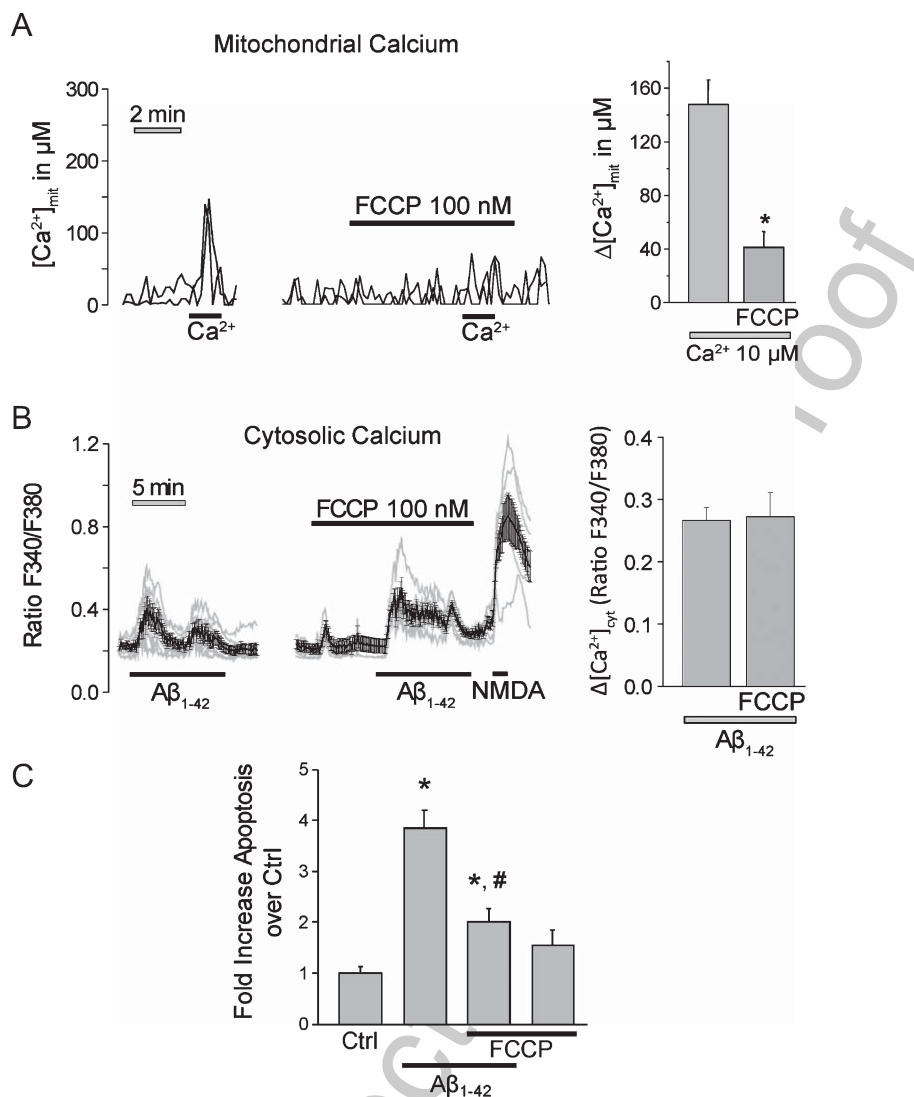 A
Mitochondrial Calcium
[Ca²⁺]mit in µM
300
200
100
0
2 min
Ca²⁺
FCCP 100 nM
Ca²⁺
Δ[Ca²⁺]mit in µM
160
120
80
40
0
*
FCCP
Ca²⁺ 10 µM
B
Cytosolic Calcium
Ratio F340/F380
1.2
0.8
0.4
0.0
5 min
Aβ₁₋₄₂
FCCP 100 nM
Aβ₁₋₄₂
NMDA
Δ[Ca²⁺]cyt (Ratio F340/F380)
0.4
0.3
0.2
0.1
0.0
FCCP
Aβ₁₋₄₂
C
Fold Increase Apoptosis
over Ctrl
5
4
3
2
1
0
*
*, #
Ctrl
FCCP
Aβ₁₋₄₂